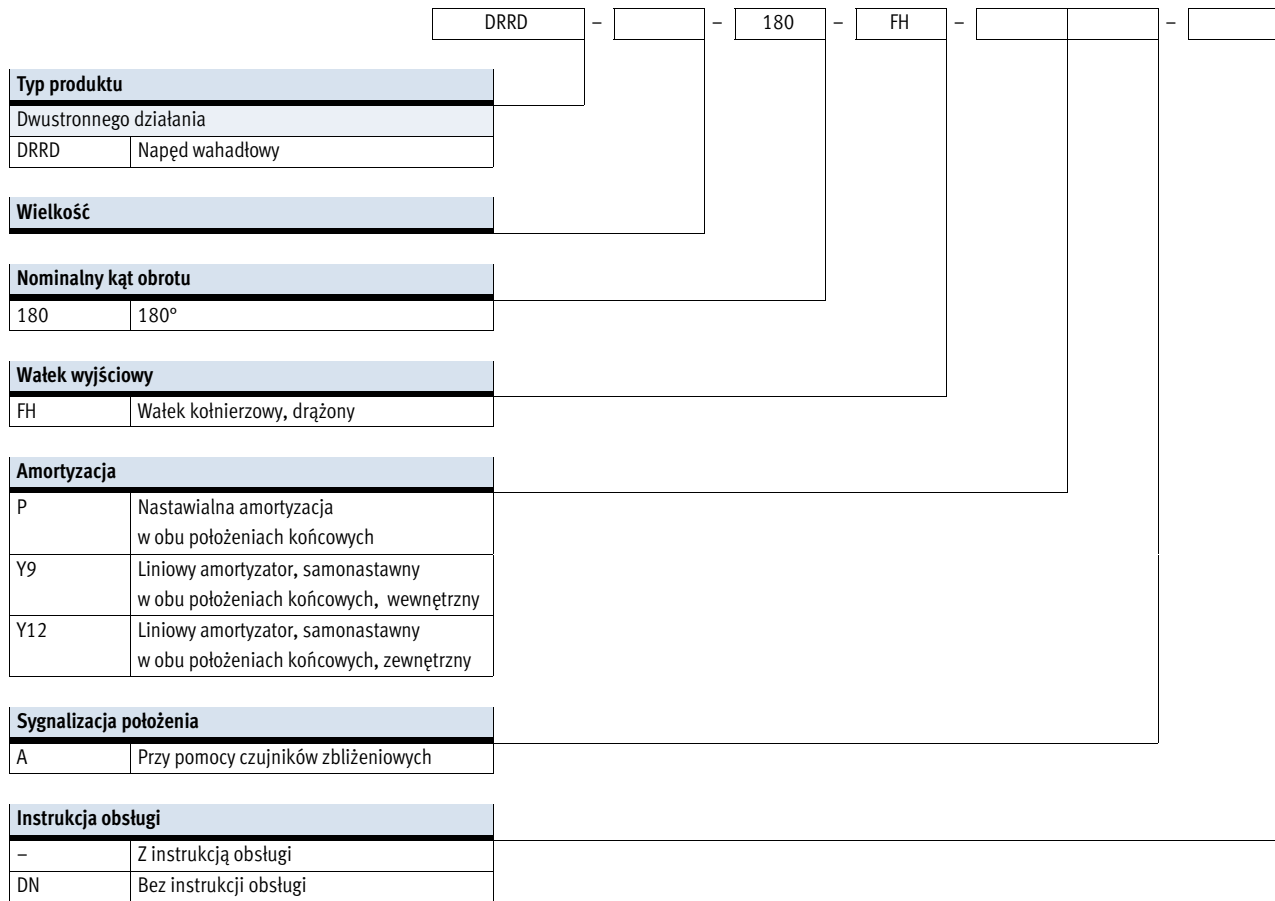 DRRD – – 180 – FH – –
Typ produktu
Dwustronnego działania
DRRD Napęd wahadłowy
Wielkość
Nominalny kąt obrotu
180 180°
Wałek wyjściowy
FH Wałek kołnierzowy, drążony
Amortyzacja
P Nastawialna amortyzacja
w obu położeniach końcowych
Y9 Liniowy amortyzator, samonastawny
w obu położeniach końcowych, wewnętrzny
Y12 Liniowy amortyzator, samonastawny
w obu położeniach końcowych, zewnętrzny
Sygnalizacja położenia
A Przy pomocy czujników zbliżeniowych
Instrukcja obsługi
– Z instrukcją obsługi
DN Bez instrukcji obsługi